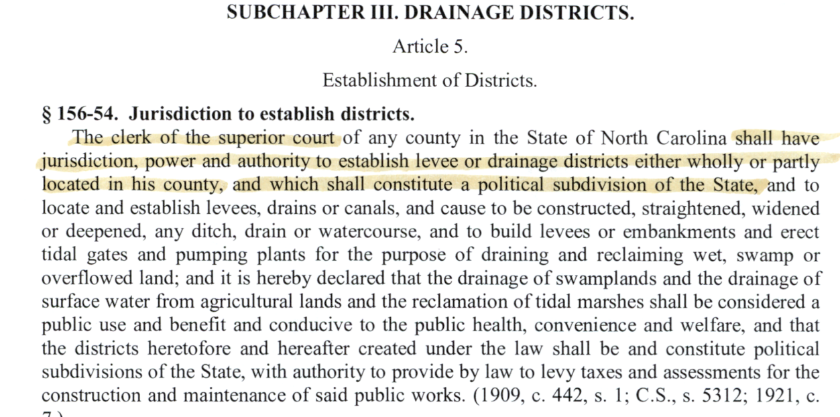 SUBCHAPTER III. DRAINAGE DISTRICTS.
Article 5.
Establishment of Districts.
§ 156-54. Jurisdiction to establish districts.
The clerk of the superior court of any county in the State of North Carolina shall have
jurisdiction, power and authority to establish levee or drainage districts either wholly or partly
located in his county, and which shall constitute a political subdivision of the State, and to
locate and establish levees, drains or canals, and cause to be constructed, straightened, widened
or deepened, any ditch, drain or watercourse, and to build levees or embankments and erect
tidal gates and pumping plants for the purpose of draining and reclaiming wet, swamp or
overflowed land; and it is hereby declared that the drainage of swamplands and the drainage of
surface water from agricultural lands and the reclamation of tidal marshes shall be considered a
public use and benefit and conducive to the public health, convenience and welfare, and that
the districts heretofore and hereafter created under the law shall be and constitute political
subdivisions of the State, with authority to provide by law to levy taxes and assessments for the
construction and maintenance of said public works. (1909, c. 442, s. 1; C.S., s. 5312; 1921, c.
7.)